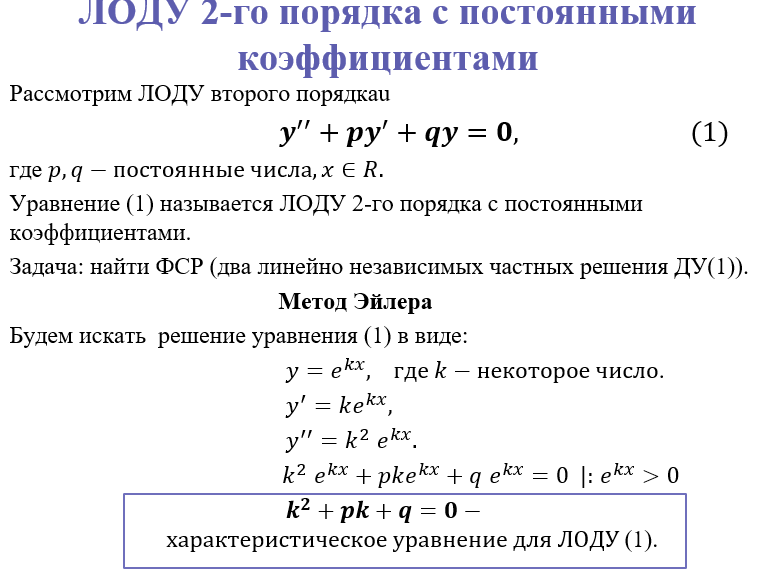 ЛОДУ 2-го порядка с постоянными
коэффициентами
Рассмотрим ЛОДУ второго порядкаu
y′′ + py′ + qy = 0, (1)
где p, q − постоянные числа, x ∈ R.
Уравнение (1) называется ЛОДУ 2-го порядка с постоянными
коэффициентами.
Задача: найти ФСР (два линейно независимых частных решения ДУ(1)).
Метод Эйлера
Будем искать решение уравнения (1) в виде:
y = e^{kx}, где k − некоторое число.
y′ = ke^{kx},
y′′ = k² e^{kx}.
k² e^{kx} + pke^{kx} + q e^{kx} = 0 |: e^{kx} > 0
k² + pk + q = 0 −
характеристическое уравнение для ЛОДУ (1).